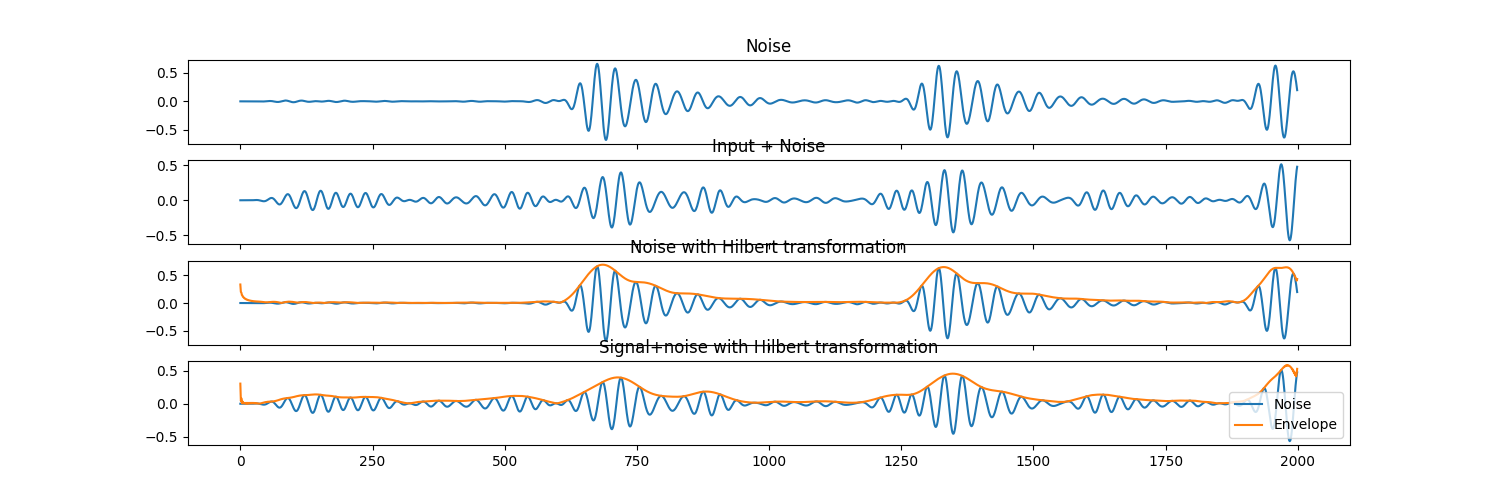 Noise
0.5
0.0
−0.5
Input + Noise
0.5
0.0
−0.5
Noise with Hilbert transformation
0.5
0.0
−0.5
Signal+noise with Hilbert transformation
0.5
0.0
−0.5
Noise
Envelope
0 250 500 750 1000 1250 1500 1750 2000